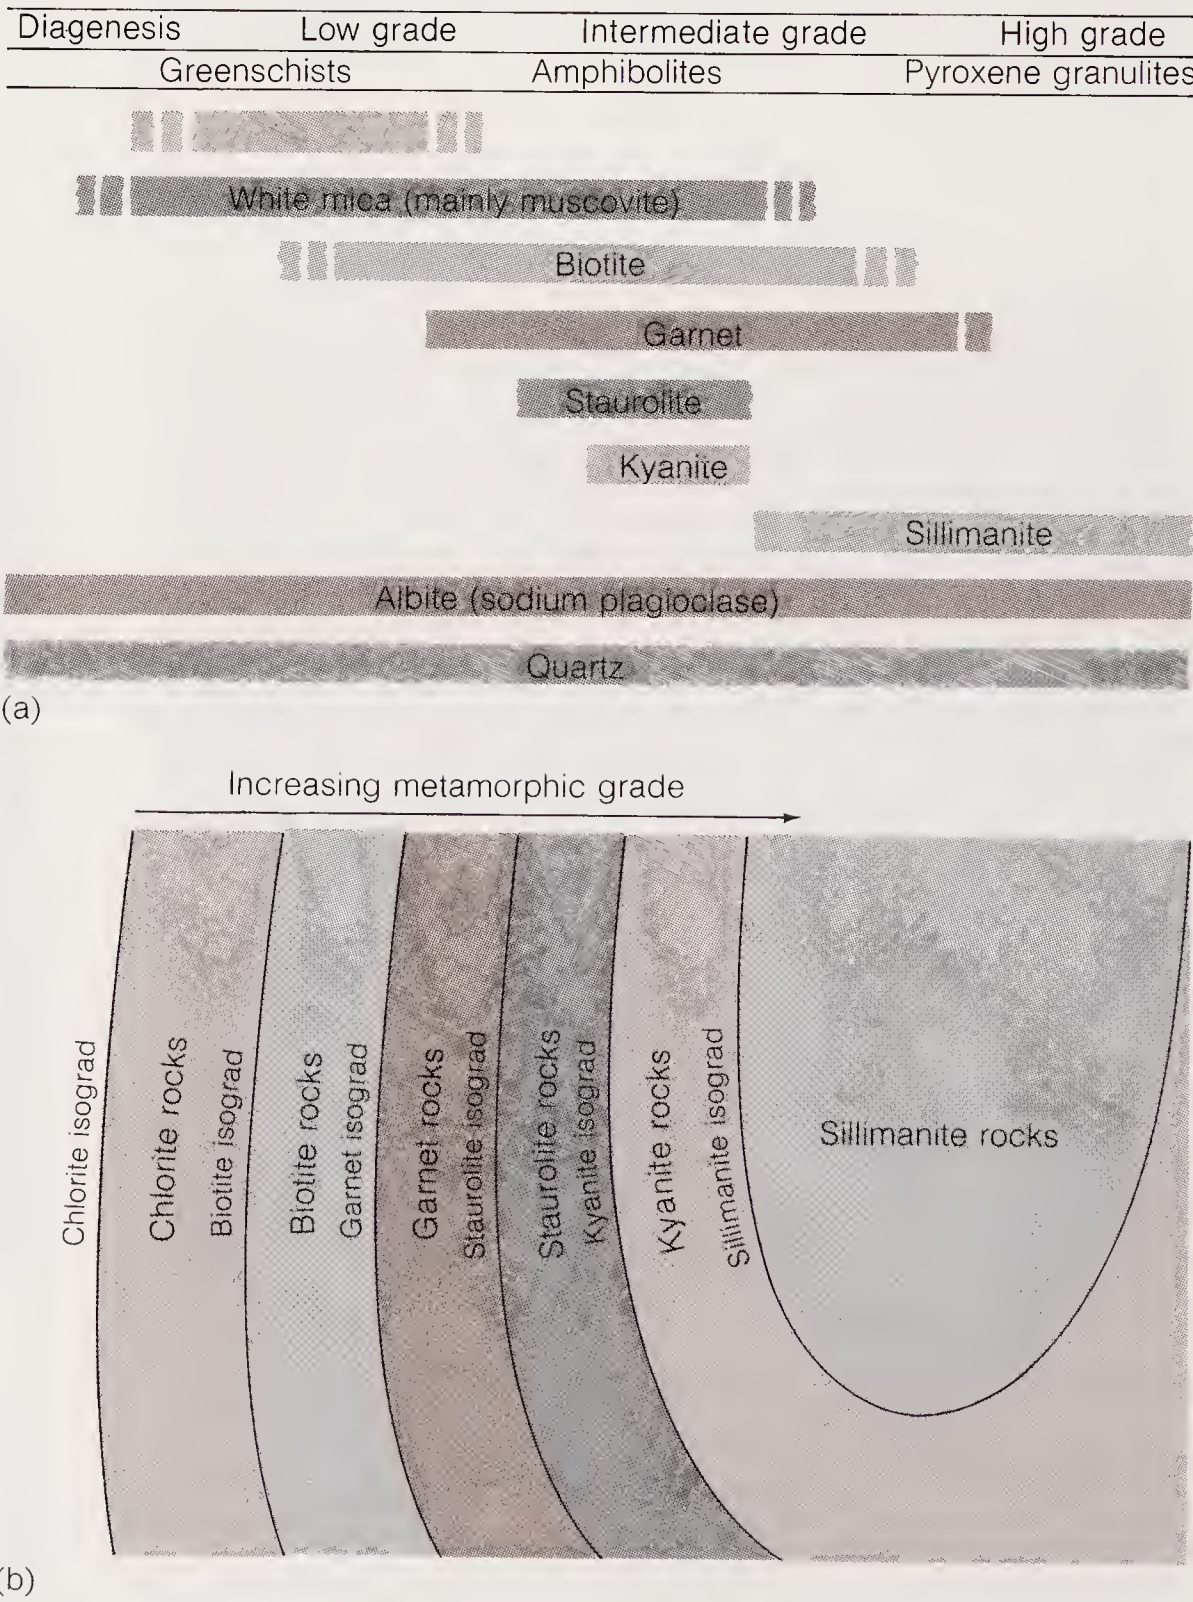 Diagenesis Low grade Intermediate grade High grade
Greenschists Amphibolites Pyroxene granulites
White mica (mainly muscovite)
Biotite
Garnet
Staurolite
Kyanite
Sillimanite
Albite (sodium plagioclase)
Quartz
(a)
Increasing metamorphic grade
Chlorite isograd
Chlorite rocks
Biotite isograd
Biotite rocks
Garnet isograd
Garnet rocks
Staurolite isograd
Staurolite rocks
Kyanite isograd
Kyanite rocks
Sillimanite isograd
Sillimanite rocks
(b)